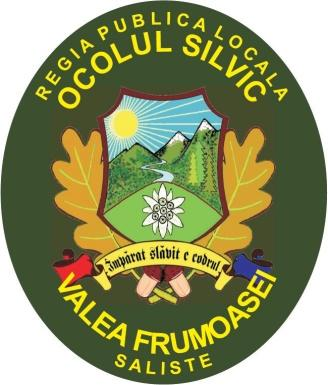 REGIA PUBLICA LOCALA
OCOLUL SILVIC
Împărat slăvit e codrul
VALEA FRUMOASEI
SALISTE